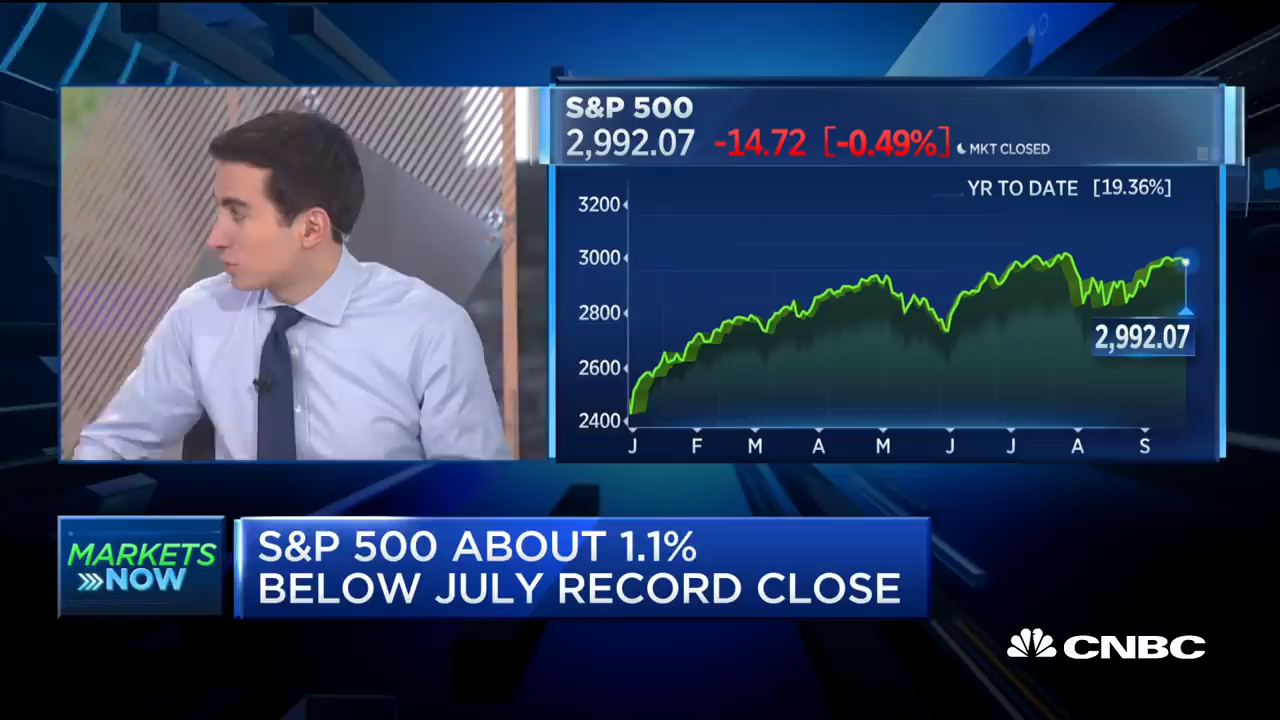 S&P 500
2,992.07 -14.72 [-0.49%] MKT CLOSED
YR TO DATE [19.36%]
3200
3000
2800
2600
2400
2,992.07
J F M A M J J A S
MARKETS
NOW
S&P 500 ABOUT 1.1%
BELOW JULY RECORD CLOSE
CNBC